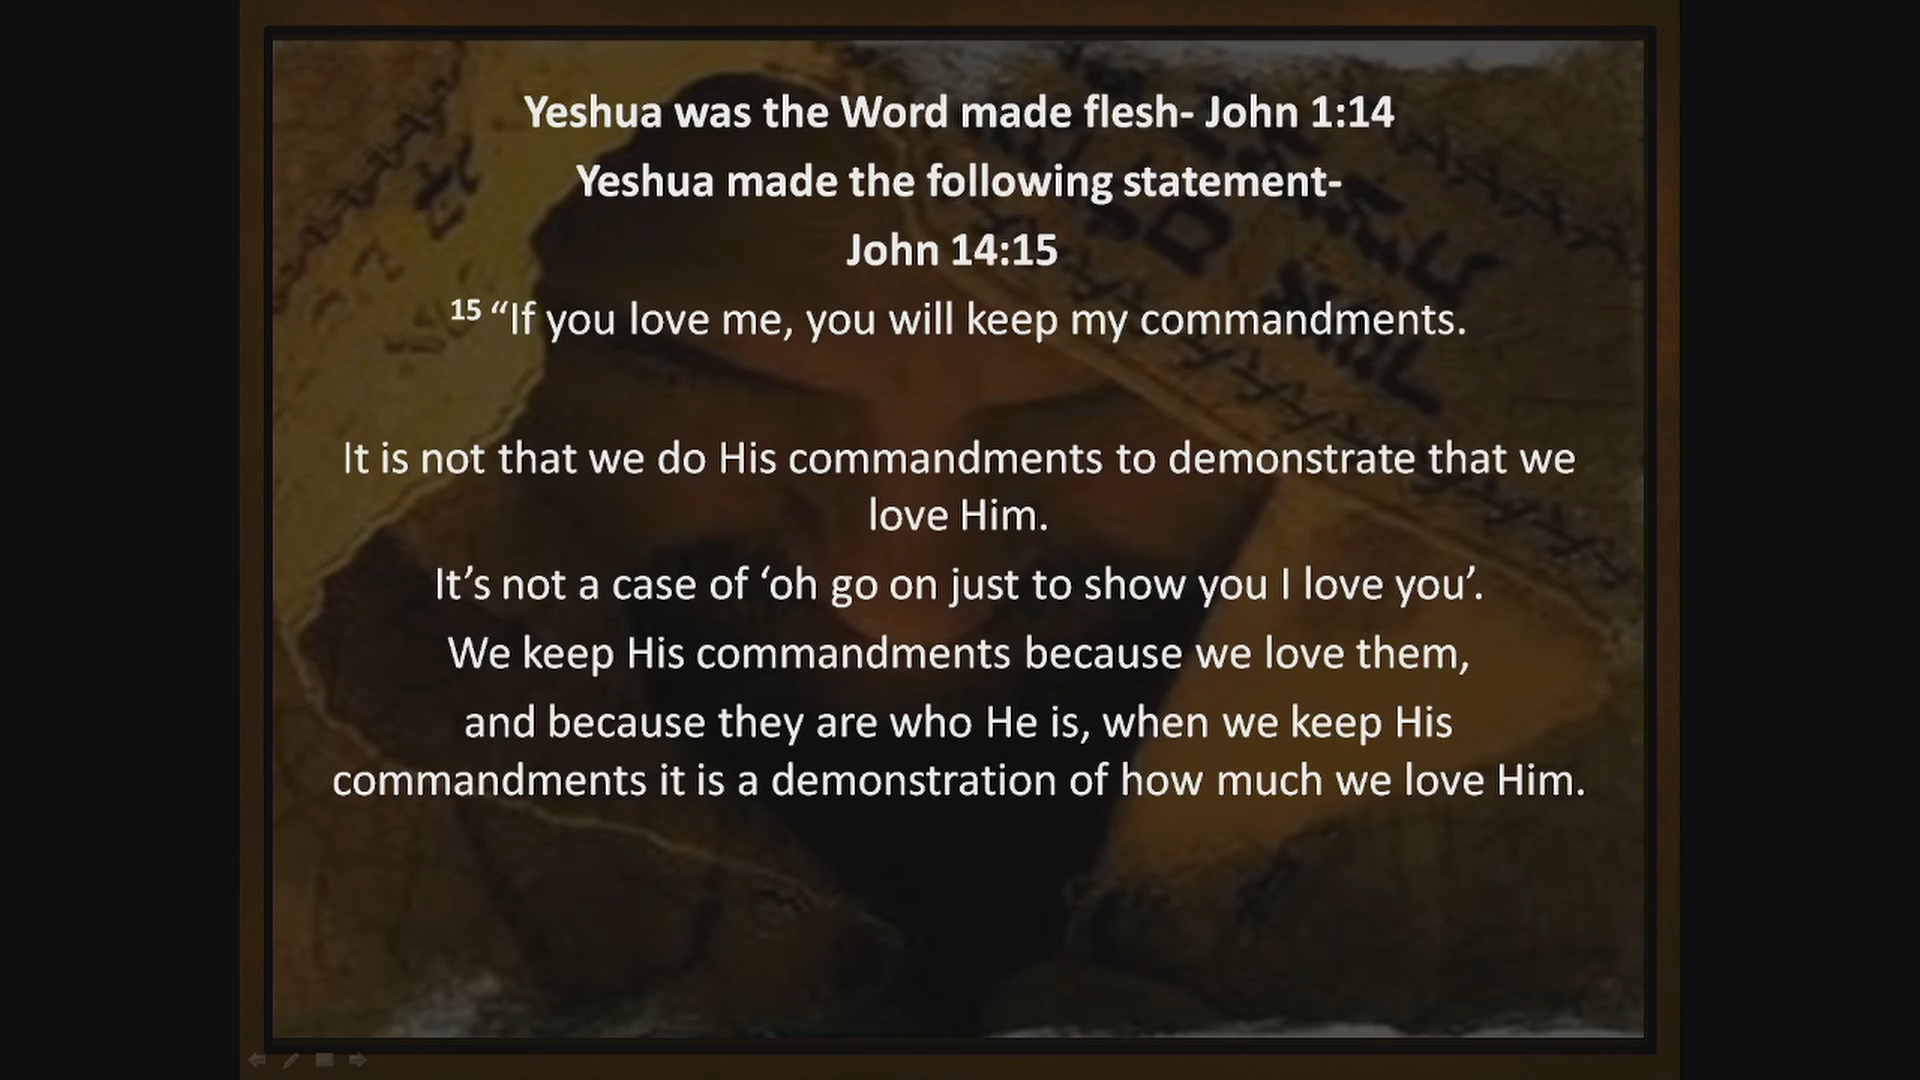 Yeshua was the Word made flesh- John 1:14
Yeshua made the following statement-
John 14:15
15 “If you love me, you will keep my commandments.
It is not that we do His commandments to demonstrate that we
love Him.
It’s not a case of ‘oh go on just to show you I love you’.
We keep His commandments because we love them,
and because they are who He is, when we keep His
commandments it is a demonstration of how much we love Him.